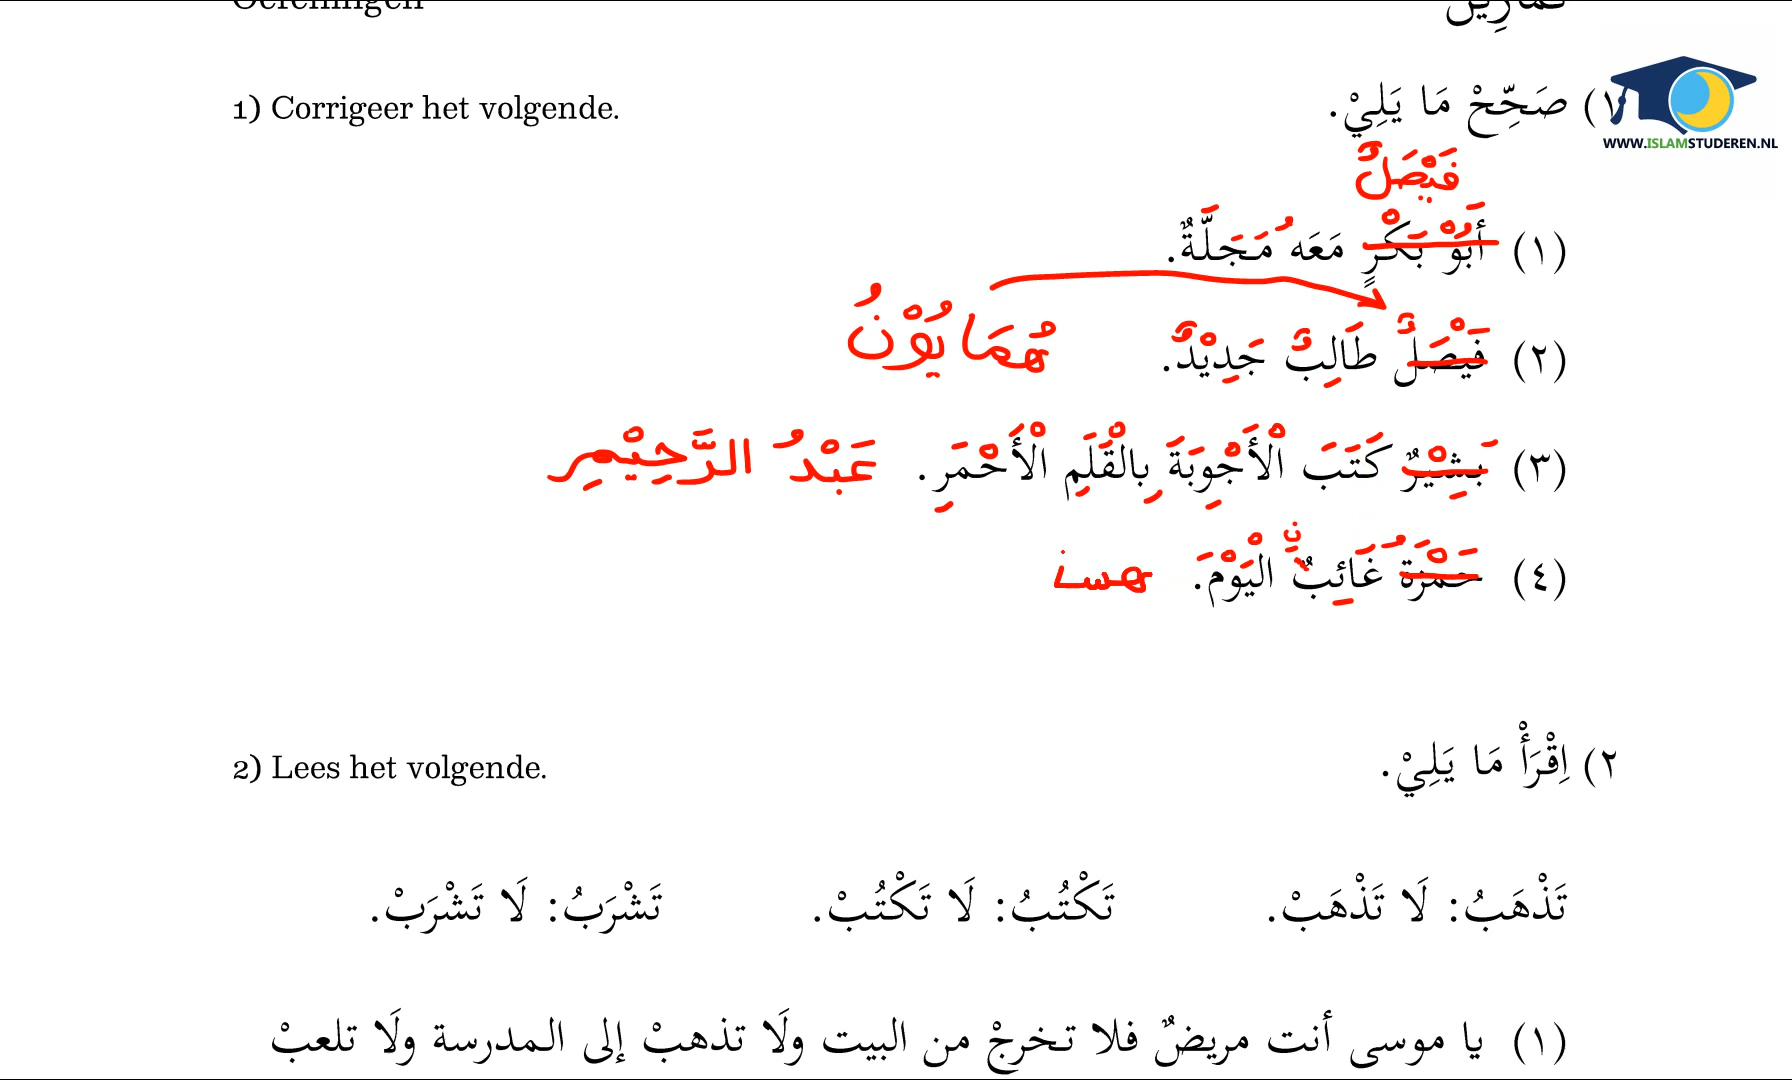 1) Corrigeer het volgende. ١) صَحِّحْ مَا يَلِيْ.
WWW.ISLAMSTUDEREN.NL
فَيْصَلٌ
(١) أَبُوْ بَكْرٍ مَعَهُ مَجَلَّةٌ.
(٢) فَيْصَلٌ طَالِبٌ جَدِيْدٌ. هُمَايُوْنُ
(٣) بَشِيْرٌ كَتَبَ الْأَجْوِبَةَ بِالْقَلَمِ الْأَحْمَرِ. عَبْدُ الرَّحِيْمِ
(٤) حَمْزَةُ غَائِبٌ الْيَوْمَ.
2) Lees het volgende. ٢) اِقْرَأْ مَا يَلِيْ.
تَذْهَبُ: لَا تَذْهَبْ. تَكْتُبُ: لَا تَكْتُبْ. تَشْرَبُ: لَا تَشْرَبْ.
(١) يا موسى أنت مريضٌ فلا تخرجْ من البيت ولَا تذهبْ إلى المدرسة ولَا تلعبْ